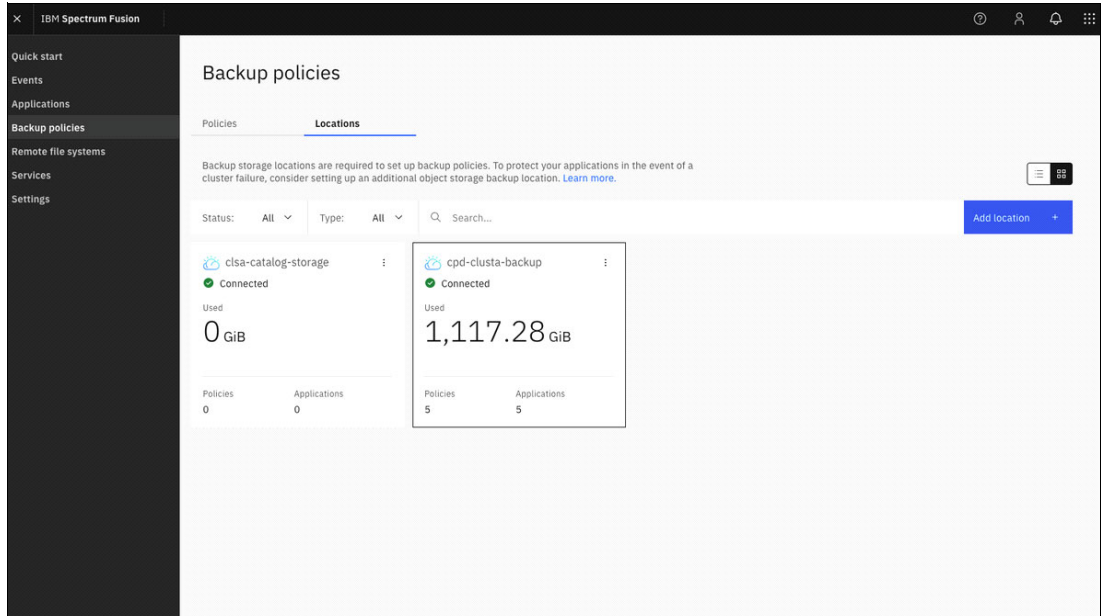 IBM Spectrum Fusion
Quick start
Events
Applications
Backup policies
Remote file systems
Services
Settings
Backup policies
Policies
Locations
Backup storage locations are required to set up backup policies. To protect your applications in the event of a
cluster failure, consider setting up an additional object storage backup location. Learn more.
Status: All Type: All Search...
Add location +
clsa-catalog-storage
Connected
Used
0 GiB
Policies Applications
0 0
cpd-clusta-backup
Connected
Used
1,117.28 GiB
Policies Applications
5 5